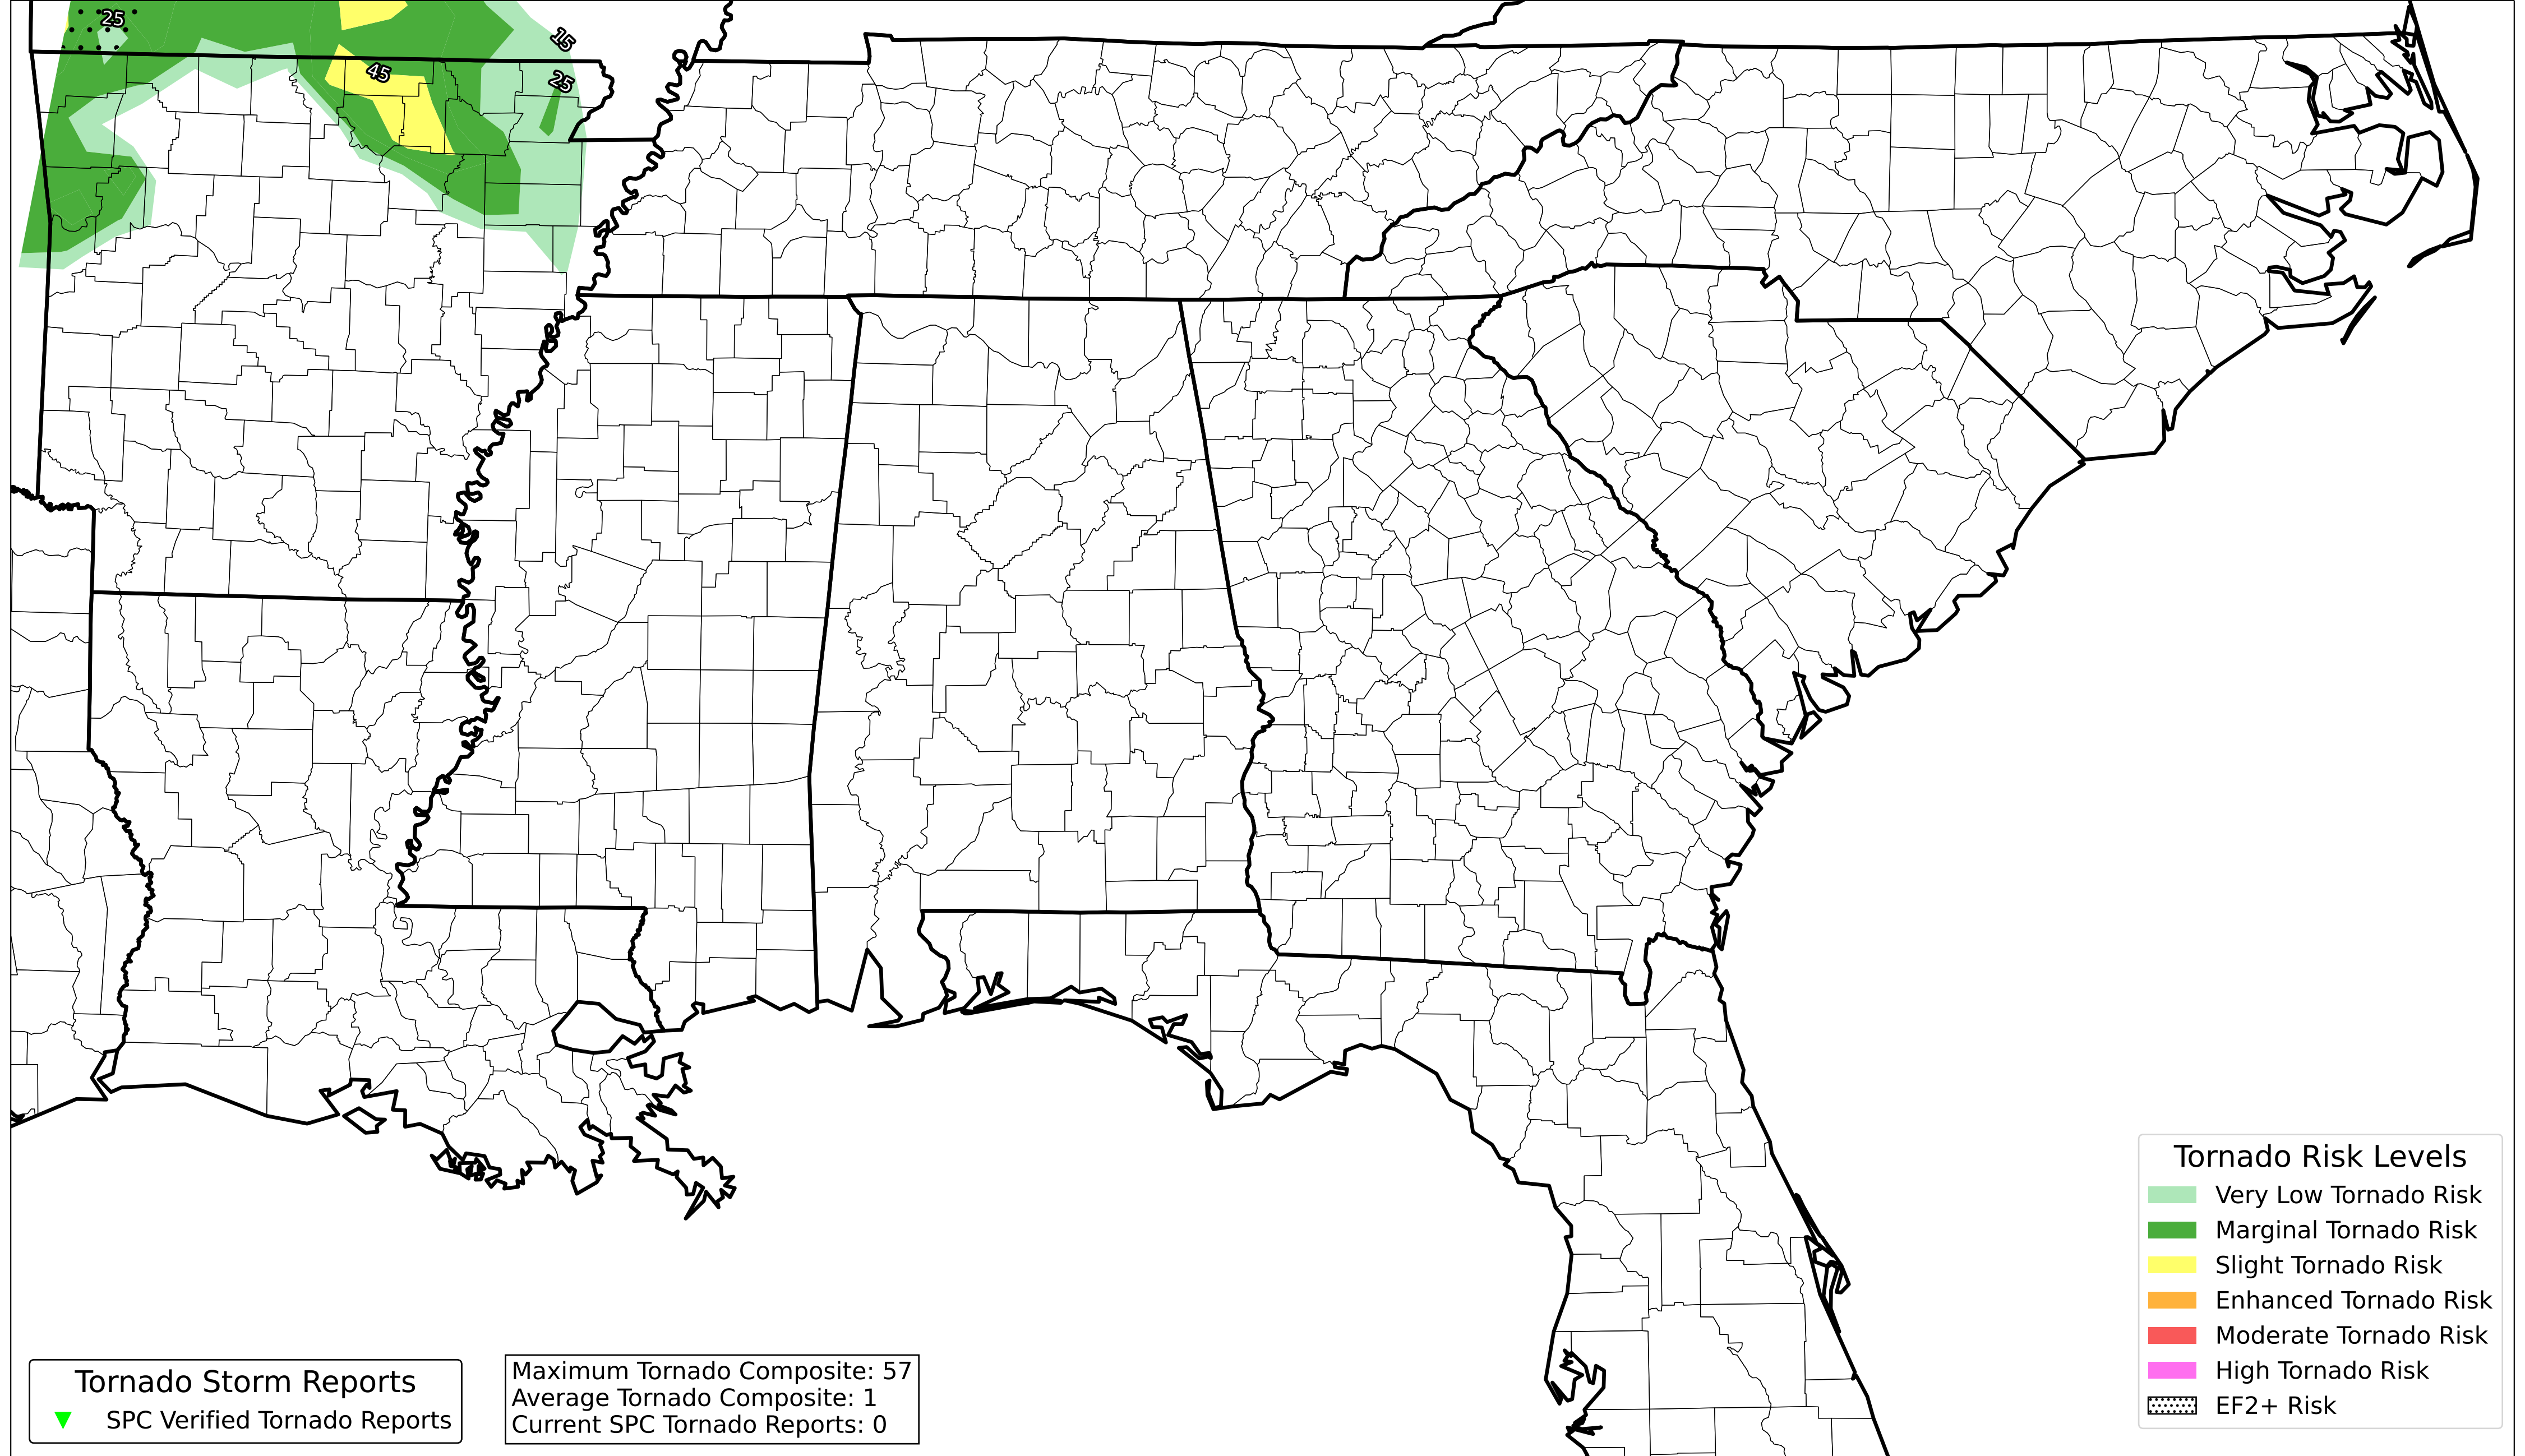 25
15
45
25
Tornado Risk Levels
Very Low Tornado Risk
Marginal Tornado Risk
Slight Tornado Risk
Enhanced Tornado Risk
Moderate Tornado Risk
High Tornado Risk
EF2+ Risk
Tornado Storm Reports
SPC Verified Tornado Reports
Maximum Tornado Composite: 57
Average Tornado Composite: 1
Current SPC Tornado Reports: 0